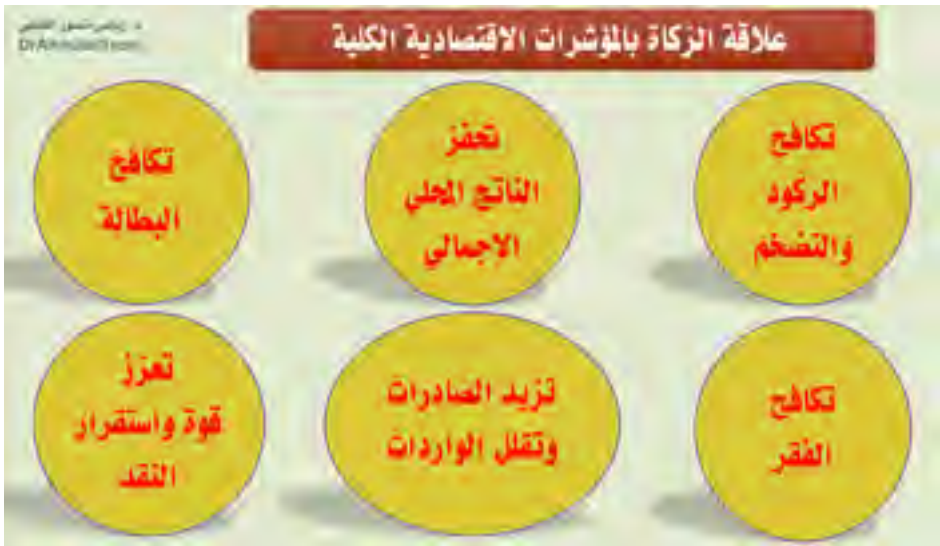 علاقة الزكاة بالمؤشرات الاقتصادية الكلية
تكافح
الركود
والتضخم
تحفز
الناتج المحلي
الاجمالي
تكافح
البطالة
تكافح
الفقر
تزيد الصادرات
وتقلل الواردات
تعزز
قوة واستقرار
النقد